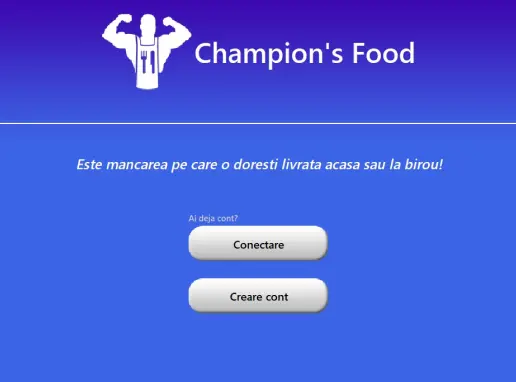 Champion's Food
Este mancarea pe care o doresti livrata acasa sau la birou!
Ai deja cont?
Conectare
Creare cont